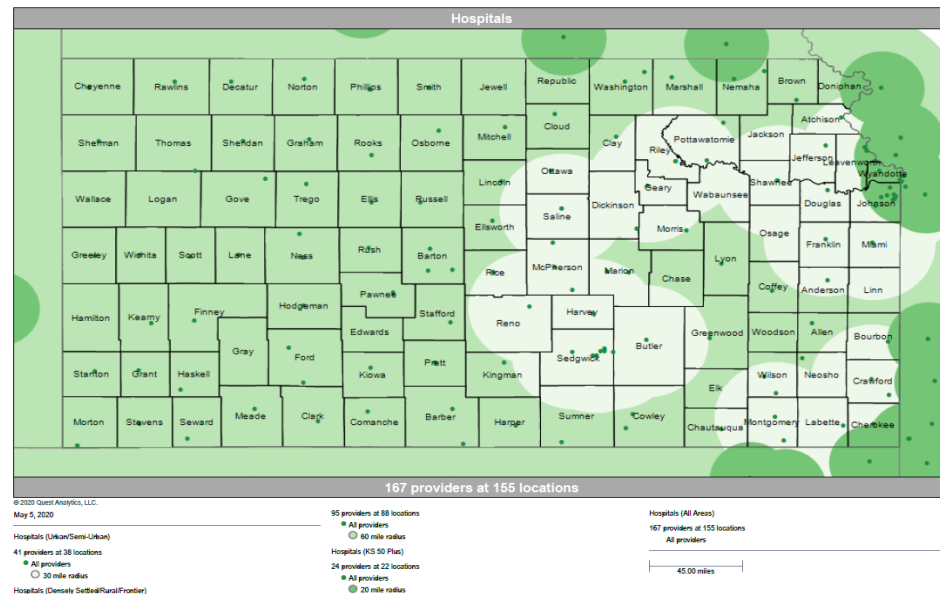 Hospitals
Cheyenne Rawlins Decatur Norton Phillips Smith Jewell Republic Washington Marshall Nemaha Brown Doniphan
Atchison
Sherman Thomas Sheridan Graham Rooks Osborne Mitchell Cloud Clay Riley Pottawatomie Jackson Jefferson Leavenworth
Wyandotte
Wallace Logan Gove Trego Ellis Russell Lincoln Ottawa Dickinson Geary Wabaunsee Shawnee Douglas Johnson
Saline
Ellsworth Morris Osage
Greeley Wichita Scott Lane Ness Rush Barton Rice McPherson Marion Chase Lyon Franklin Miami
Pawnee
Coffey Anderson Linn
Hamilton Kearny Finney Hodgeman Stafford Reno Harvey
Edwards
Gray Ford Sedgwick Butler Greenwood Woodson Allen Bourbon
Stanton Grant Haskell Kiowa Pratt Kingman Elk Wilson Neosho Crawford
Morton Stevens Seward Meade Clark Comanche Barber Harper Sumner Cowley Chautauqua Montgomery Labette Cherokee
167 providers at 155 locations
© 2020 Quest Analytics, LLC.
May 5, 2020
Hospitals (Urban/Semi-Urban)
41 providers at 38 locations
All providers
30 mile radius
Hospitals (Densely Settled/Rural/Frontier)
95 providers at 88 locations
All providers
60 mile radius
Hospitals (KS 50 Plus)
24 providers at 22 locations
All providers
20 mile radius
Hospitals (All Areas)
167 providers at 155 locations
All providers
45.00 miles